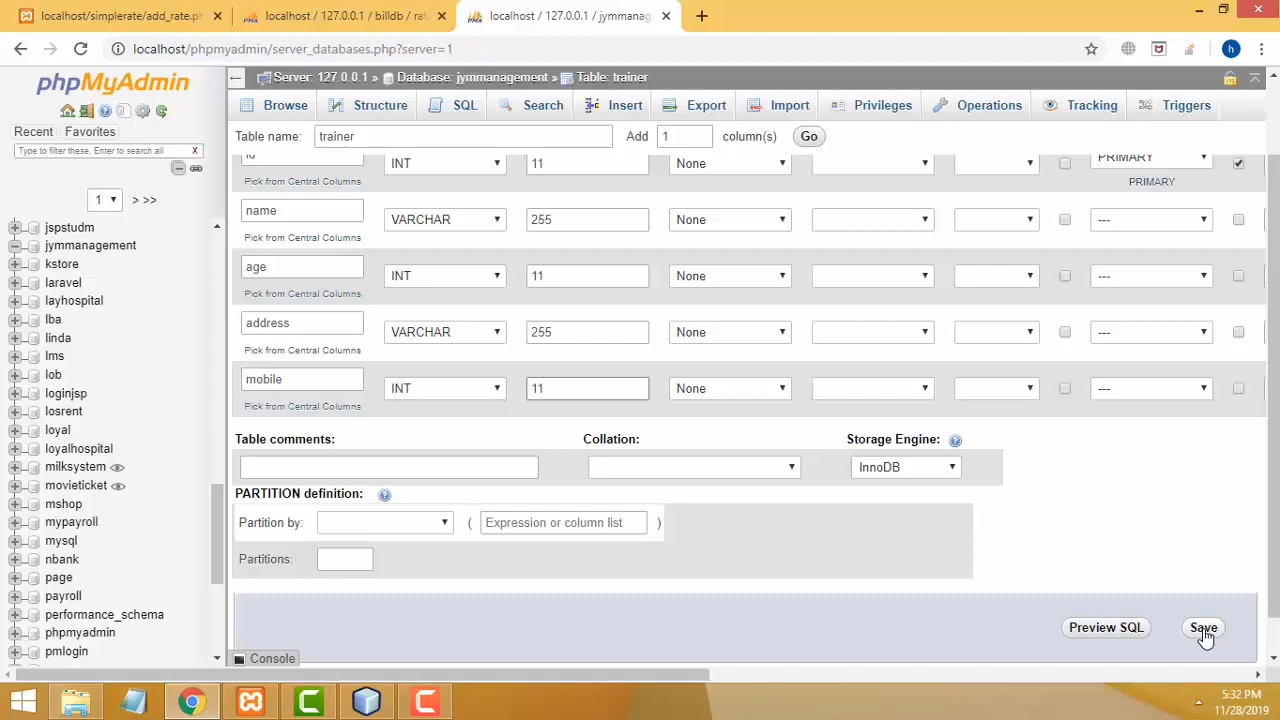 localhost/simplerate/add_rate.ph
localhost / 127.0.0.1 / billdb / rat
localhost / 127.0.0.1 / jymmanag
localhost/phpmyadmin/server_databases.php?server=1
h
phpMyAdmin
Server: 127.0.0.1 » Database: jymmanagement » Table: trainer
Browse Structure SQL Search Insert Export Import Privileges Operations Tracking Triggers
Recent Favorites
Type to filter these, Enter to search all X
1 > >>
jspstudm
jymmanagement
kstore
laravel
layhospital
lba
linda
lms
lob
loginjsp
losrent
loyal
loyalhospital
milksystem
movieticket
mshop
mypayroll
mysql
nbank
page
payroll
performance_schema
phpmyadmin
pmlogin
Table name: trainer Add 1 column(s) Go
id INT 11 None PRIMARY
Pick from Central Columns PRIMARY
name VARCHAR 255 None ---
Pick from Central Columns
age INT 11 None ---
Pick from Central Columns
address VARCHAR 255 None ---
Pick from Central Columns
mobile INT 11 None ---
Pick from Central Columns
Table comments: Collation: Storage Engine:
InnoDB
PARTITION definition:
Partition by: ( Expression or column list )
Partitions:
Preview SQL Save
Console
5:32 PM
11/28/2019